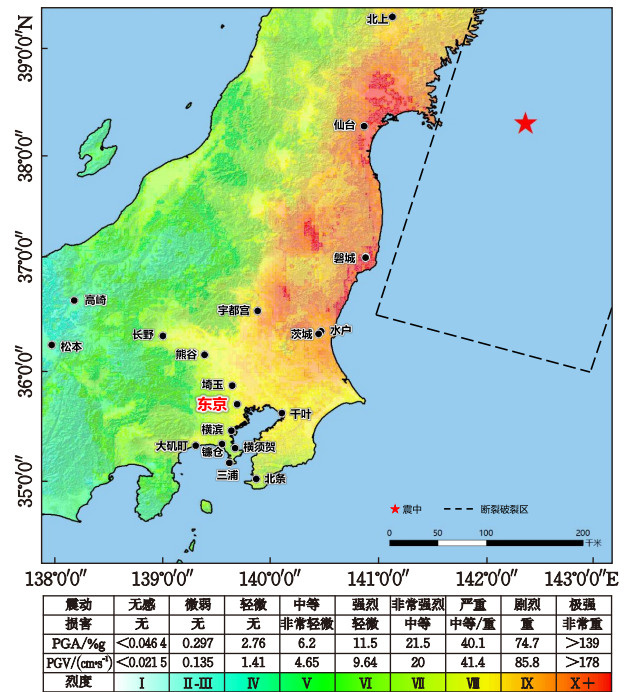 39°0′0″N
38°0′0″
37°0′0″
36°0′0″
35°0′0″
北上
仙台
磐城
高崎
宇都宫
长野
茨城
水户
松本
熊谷
埼玉
东京
千叶
横滨
大矶町
镰仓
横须贺
三浦
北条
震中
断裂破裂区
0 50 100 200
千米
138°0′0″ 139°0′0″ 140°0′0″ 141°0′0″ 142°0′0″ 143°0′0″E
震动 无感 微弱 轻微 中等 强烈 非常强烈 严重 剧烈 极强
损害 无 无 无 非常轻微 轻微 中等 中等/重 重 非常重
PGA/%g <0.046 4 0.297 2.76 6.2 11.5 21.5 40.1 74.7 >139
PGV/(cm·s⁻¹) <0.021 5 0.135 1.41 4.65 9.64 20 41.4 85.8 >178
烈度 I II-III IV V VI VII VIII IX X+